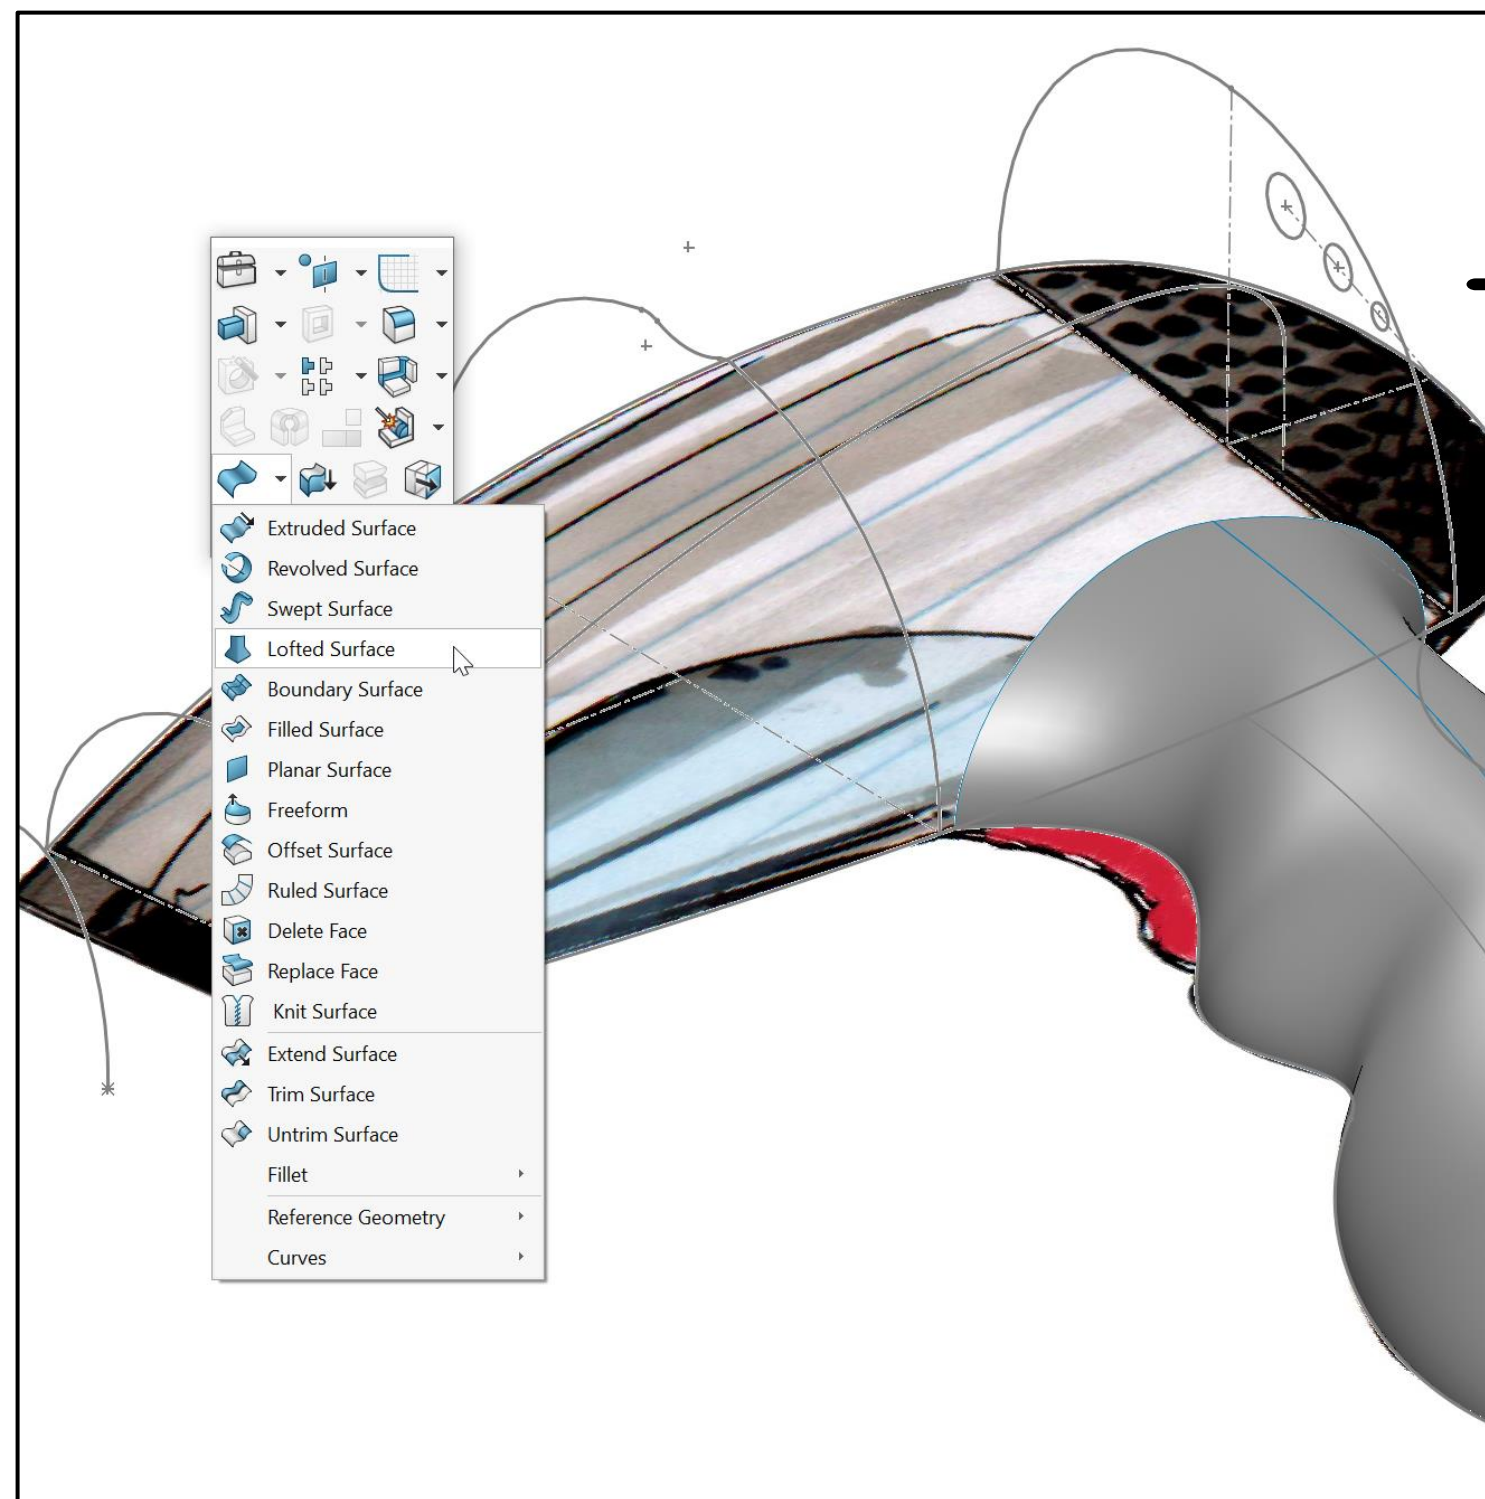 Extruded Surface
Revolved Surface
Swept Surface
Lofted Surface
Boundary Surface
Filled Surface
Planar Surface
Freeform
Offset Surface
Ruled Surface
Delete Face
Replace Face
Knit Surface
Extend Surface
Trim Surface
Untrim Surface
Fillet
Reference Geometry
Curves